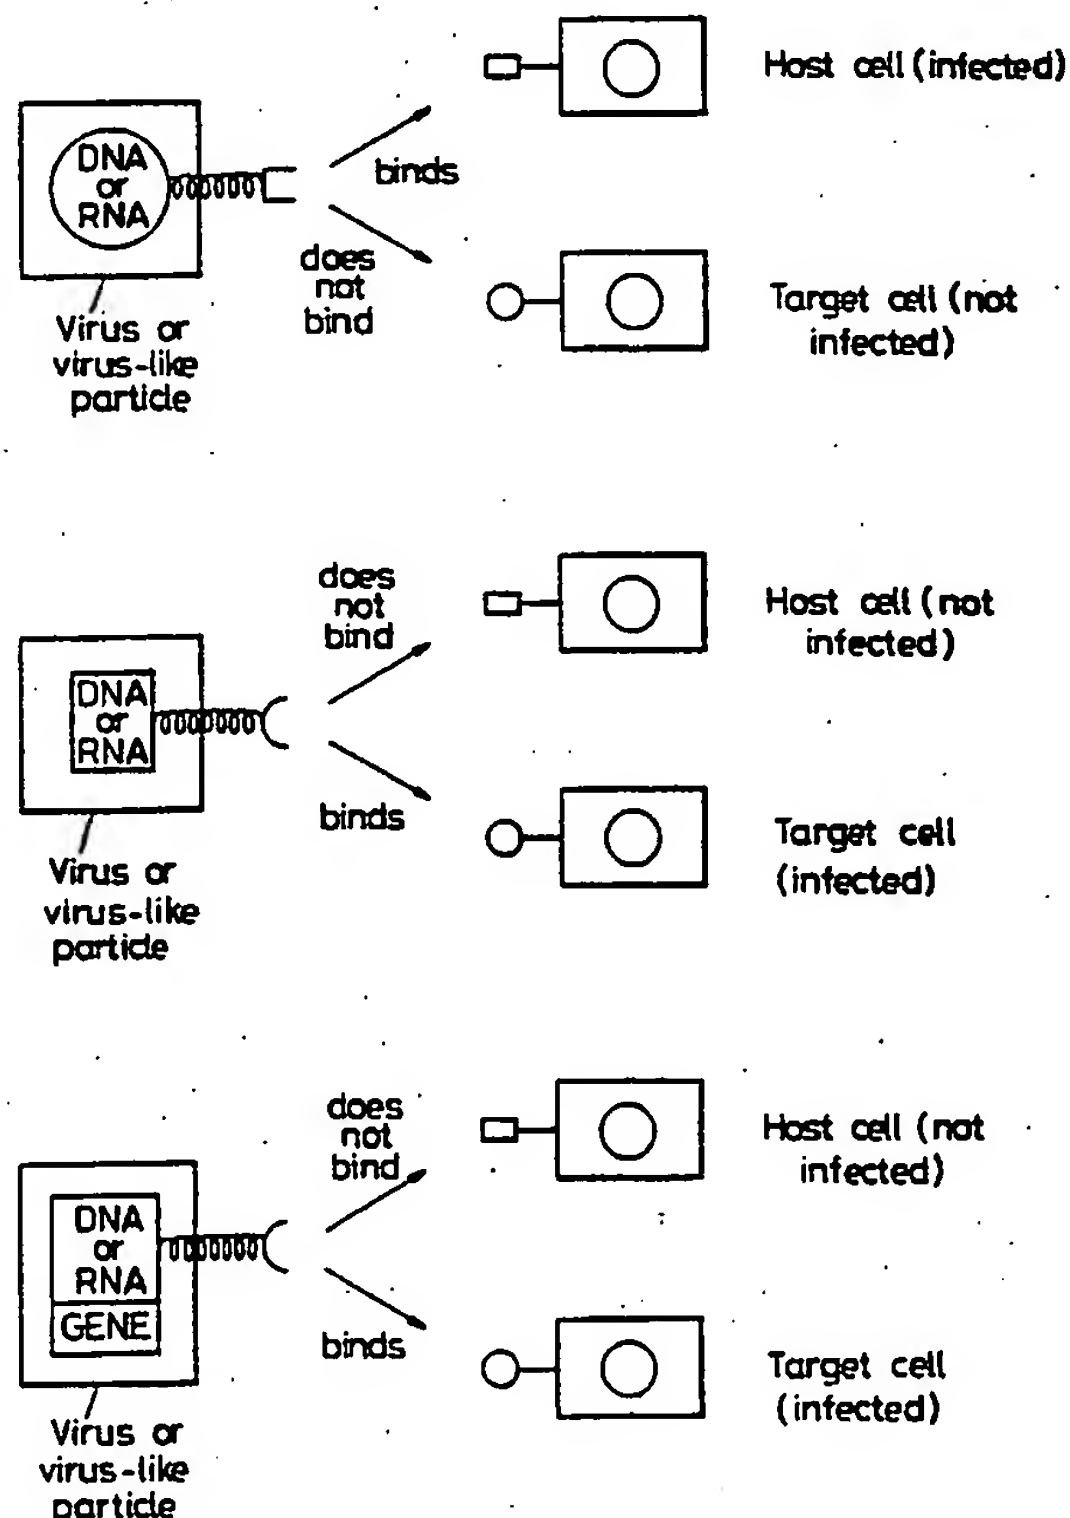 DNA
or
RNA
Virus or
virus-like
particle
binds
does
not
bind
Host cell (infected)
Target cell (not
infected)
DNA
or
RNA
Virus or
virus-like
particle
does
not
bind
binds
Host cell (not
infected)
Target cell
(infected)
DNA
or
RNA
GENE
Virus or
virus-like
particle
does
not
bind
binds
Host cell (not
infected)
Target cell
(infected)